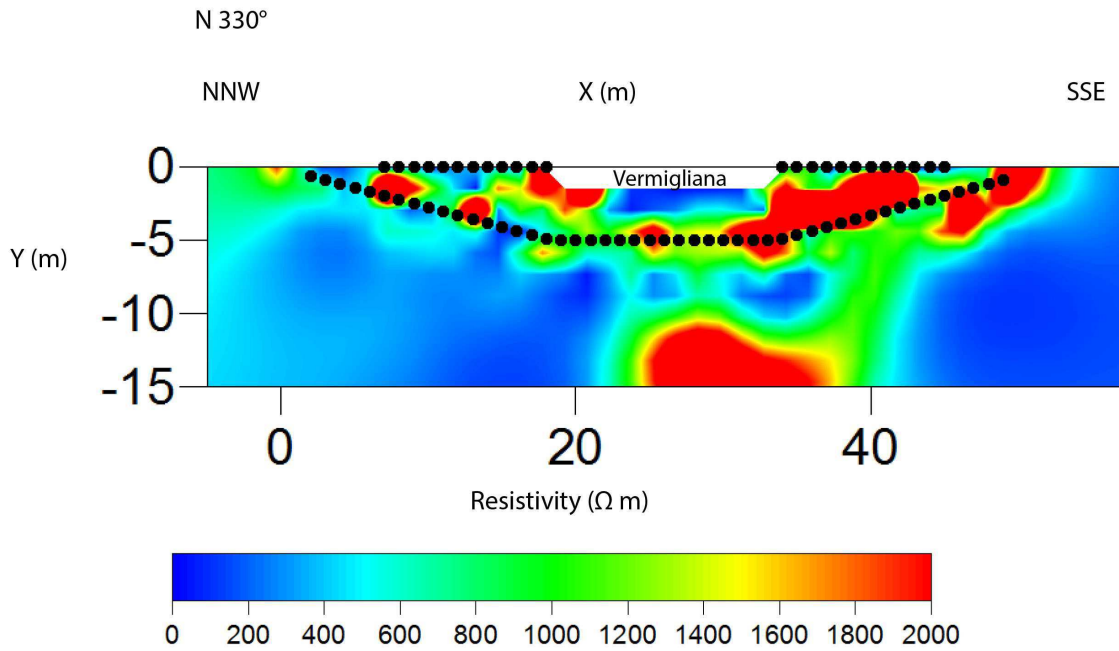 N 330°
NNW X (m) SSE
0
Vermigliana
-5
Y (m)
-10
-15
0 20 40
Resistivity (Ω m)
0 200 400 600 800 1000 1200 1400 1600 1800 2000